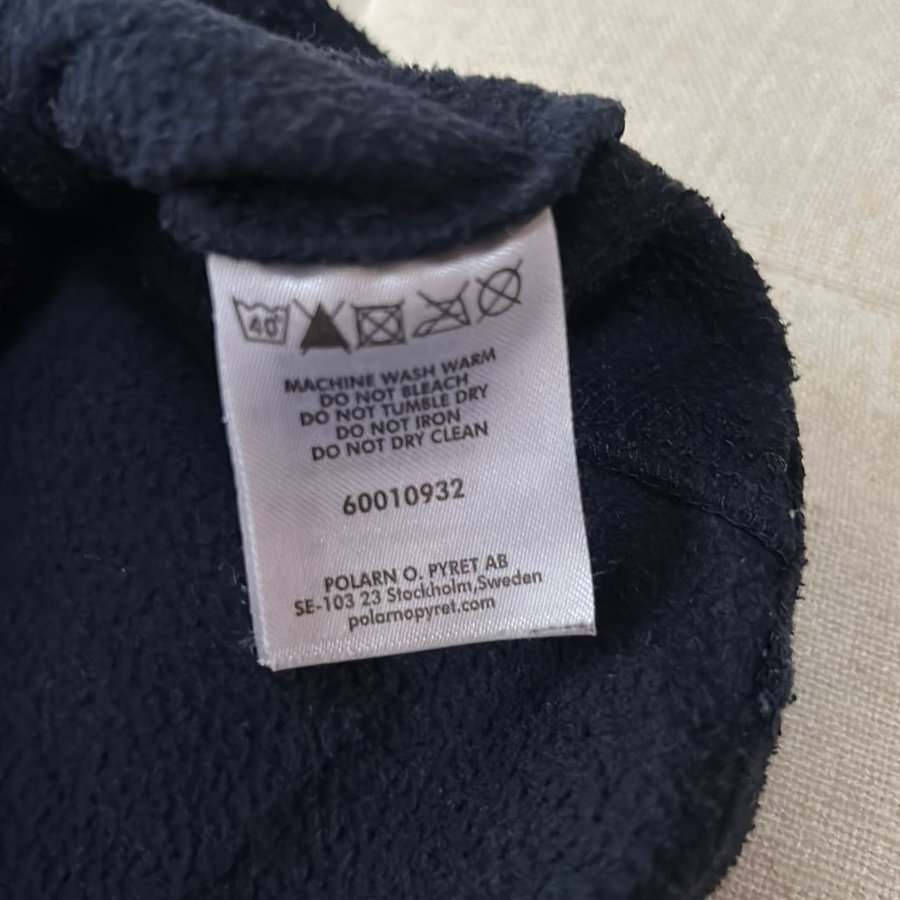 40
MACHINE WASH WARM
DO NOT BLEACH
DO NOT TUMBLE DRY
DO NOT IRON
DO NOT DRY CLEAN
60010932
POLARN O. PYRET AB
SE-103 23 Stockholm,Sweden
polarnopyret.com